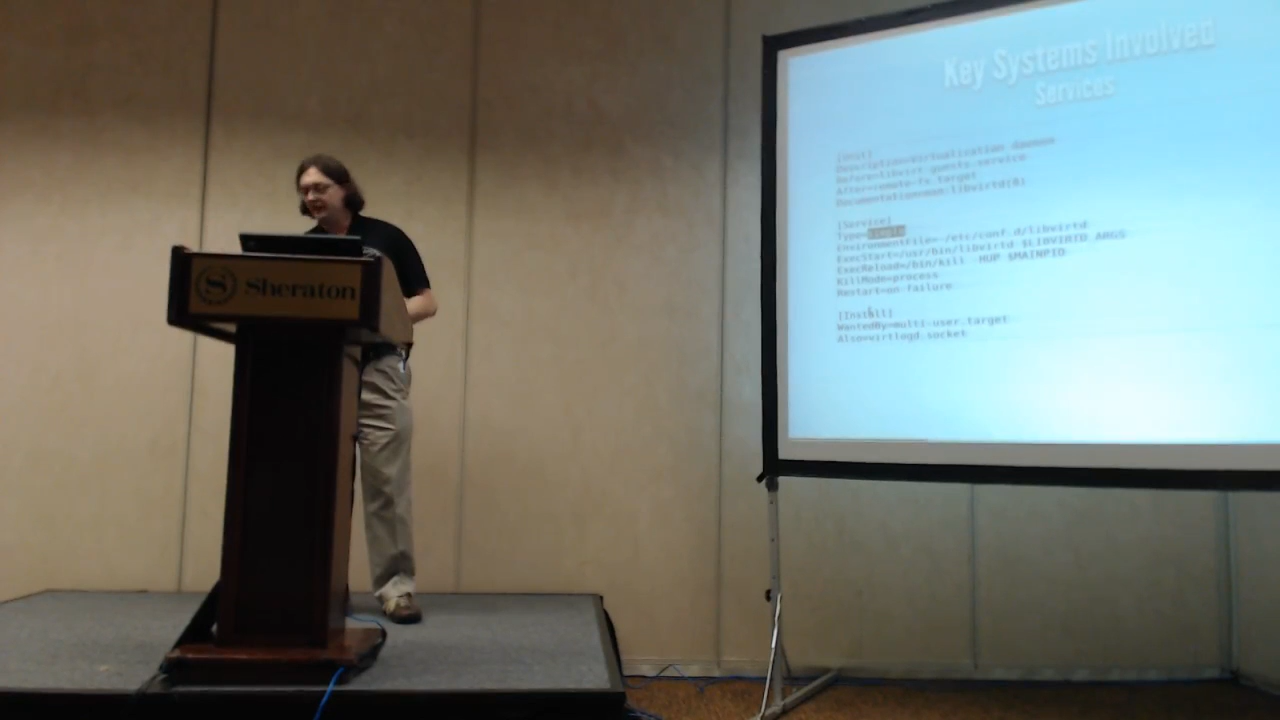 Key Systems Involved
Services
[Unit]
Description=Virtualization daemon
Before=libvirt-guests.service
After=remote-fs.target
Documentation=man:libvirtd(8)
[Service]
Type=simple
EnvironmentFile=-/etc/conf.d/libvirtd
ExecStart=/usr/bin/libvirtd $LIBVIRTD_ARGS
ExecReload=/bin/kill -HUP $MAINPID
KillMode=process
Restart=on-failure
[Install]
WantedBy=multi-user.target
Also=virtlogd.socket
S Sheraton